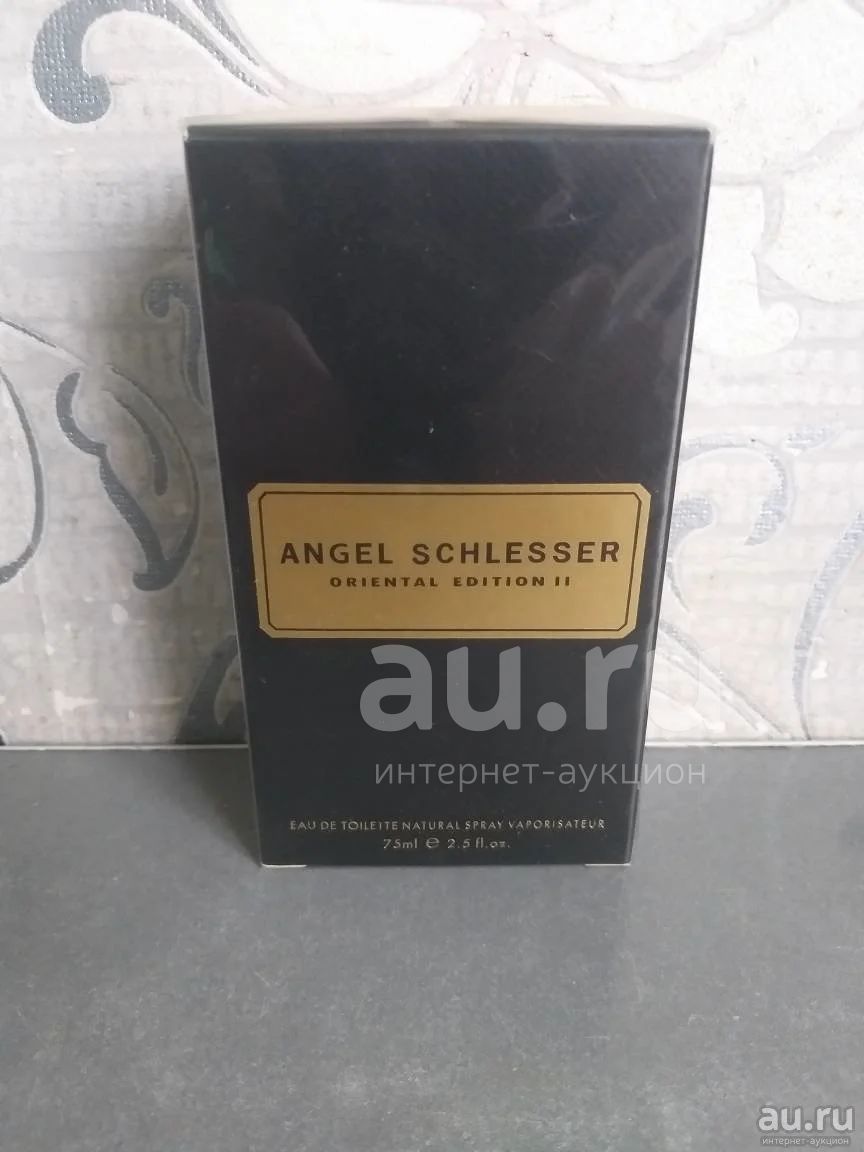 ANGEL SCHLESSER
ORIENTAL EDITION II
au.ru
интернет-аукцион
EAU DE TOILETTE NATURAL SPRAY VAPORISATEUR
75ml e 2.5 fl.oz.
au.ru
интернет-аукцион